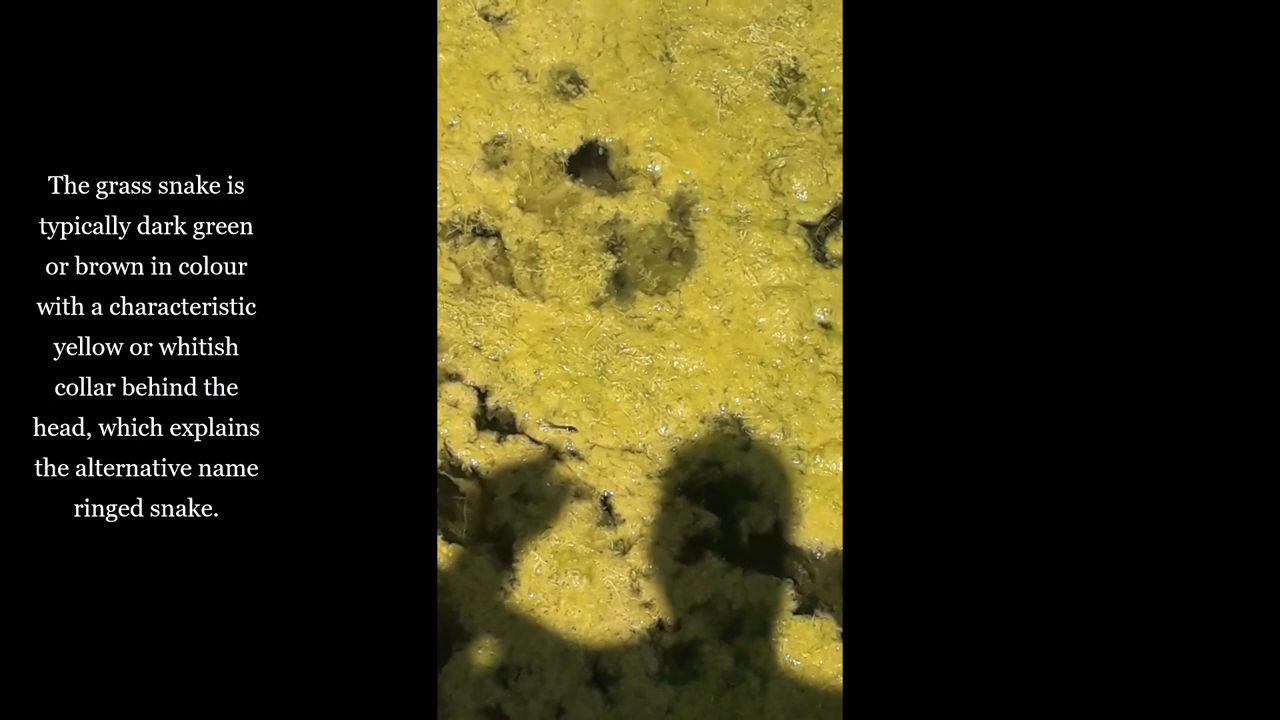 The grass snake is
typically dark green
or brown in colour
with a characteristic
yellow or whitish
collar behind the
head, which explains
the alternative name
ringed snake.